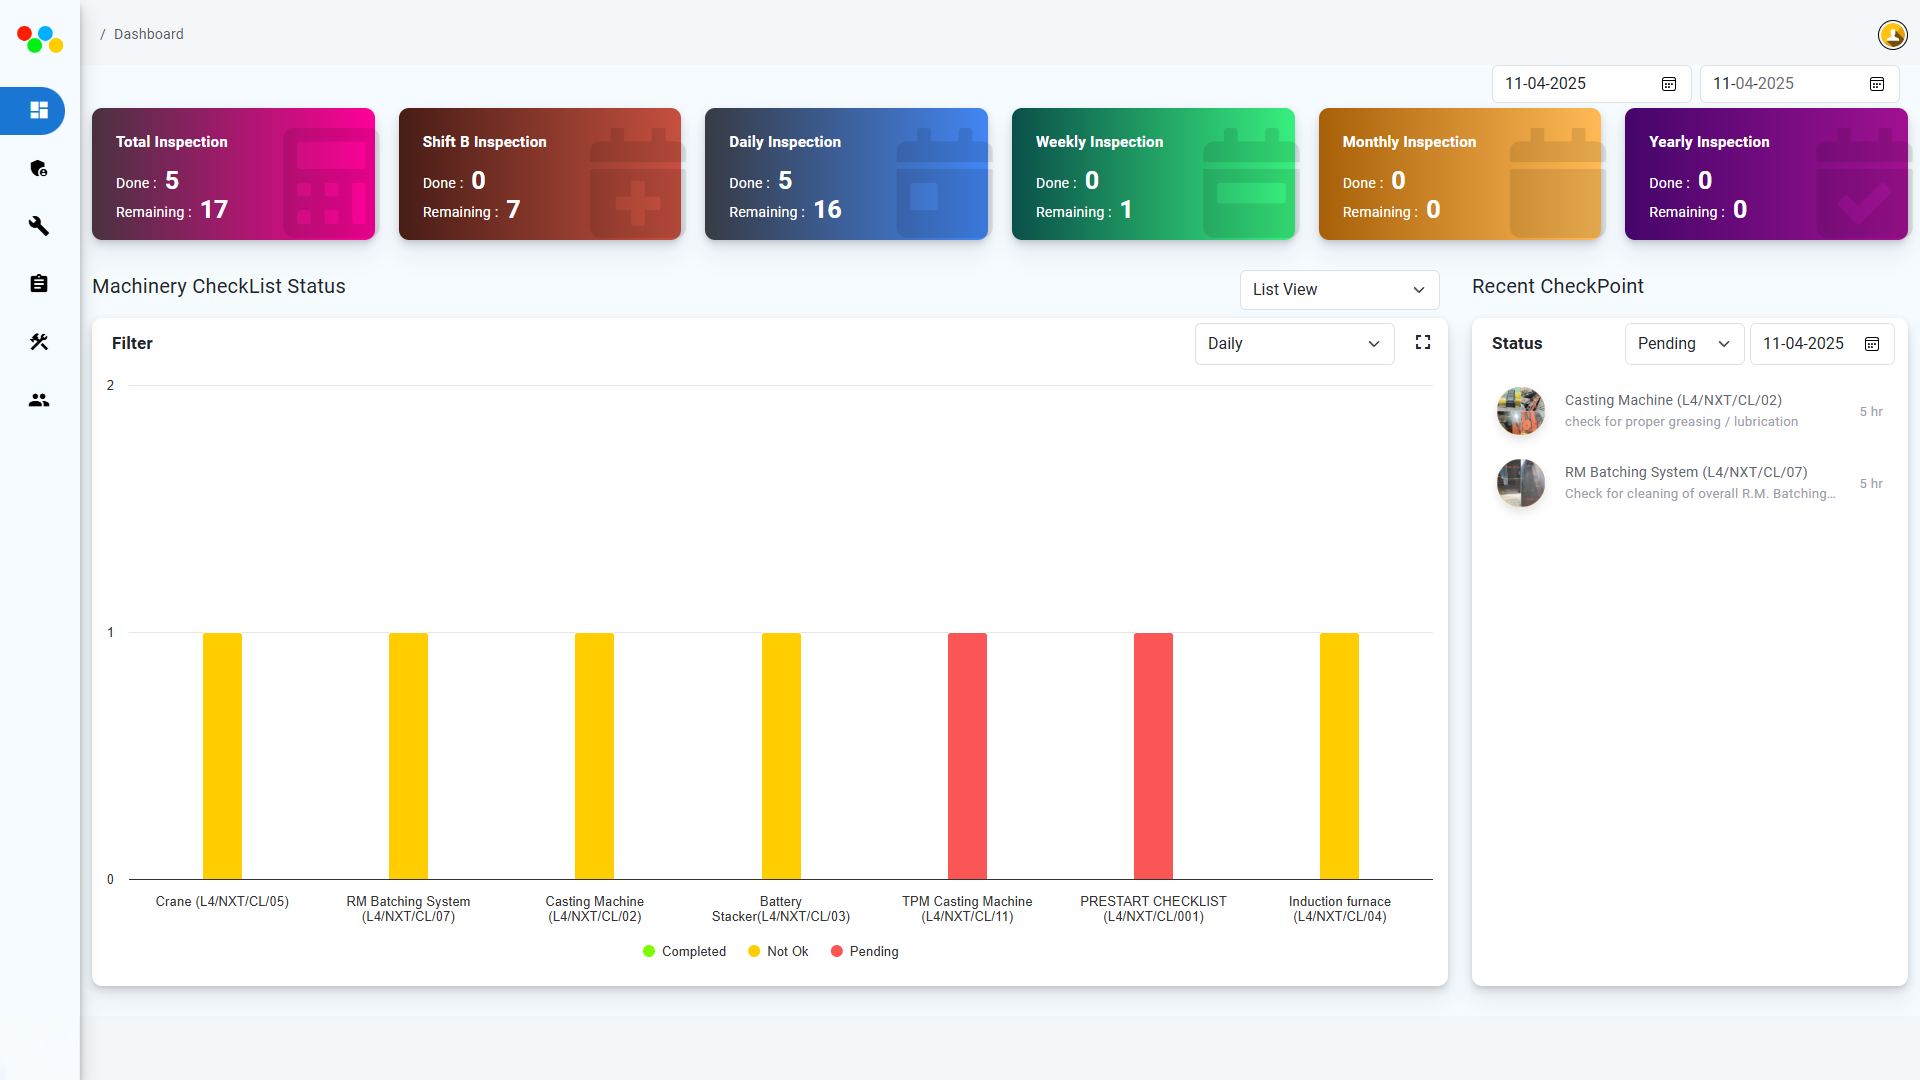 / Dashboard
11-04-2025
11-04-2025
Total Inspection
Done : 5
Remaining : 17
Shift B Inspection
Done : 0
Remaining : 7
Daily Inspection
Done : 5
Remaining : 16
Weekly Inspection
Done : 0
Remaining : 1
Monthly Inspection
Done : 0
Remaining : 0
Yearly Inspection
Done : 0
Remaining : 0
Machinery CheckList Status
List View
Filter
Daily
2
1
0
Crane (L4/NXT/CL/05)
RM Batching System
(L4/NXT/CL/07)
Casting Machine
(L4/NXT/CL/02)
Battery
Stacker(L4/NXT/CL/03)
TPM Casting Machine
(L4/NXT/CL/11)
PRESTART CHECKLIST
(L4/NXT/CL/001)
Induction furnace
(L4/NXT/CL/04)
Completed
Not Ok
Pending
Recent CheckPoint
Status
Pending
11-04-2025
Casting Machine (L4/NXT/CL/02)
check for proper greasing / lubrication
5 hr
RM Batching System (L4/NXT/CL/07)
Check for cleaning of overall R.M. Batching...
5 hr